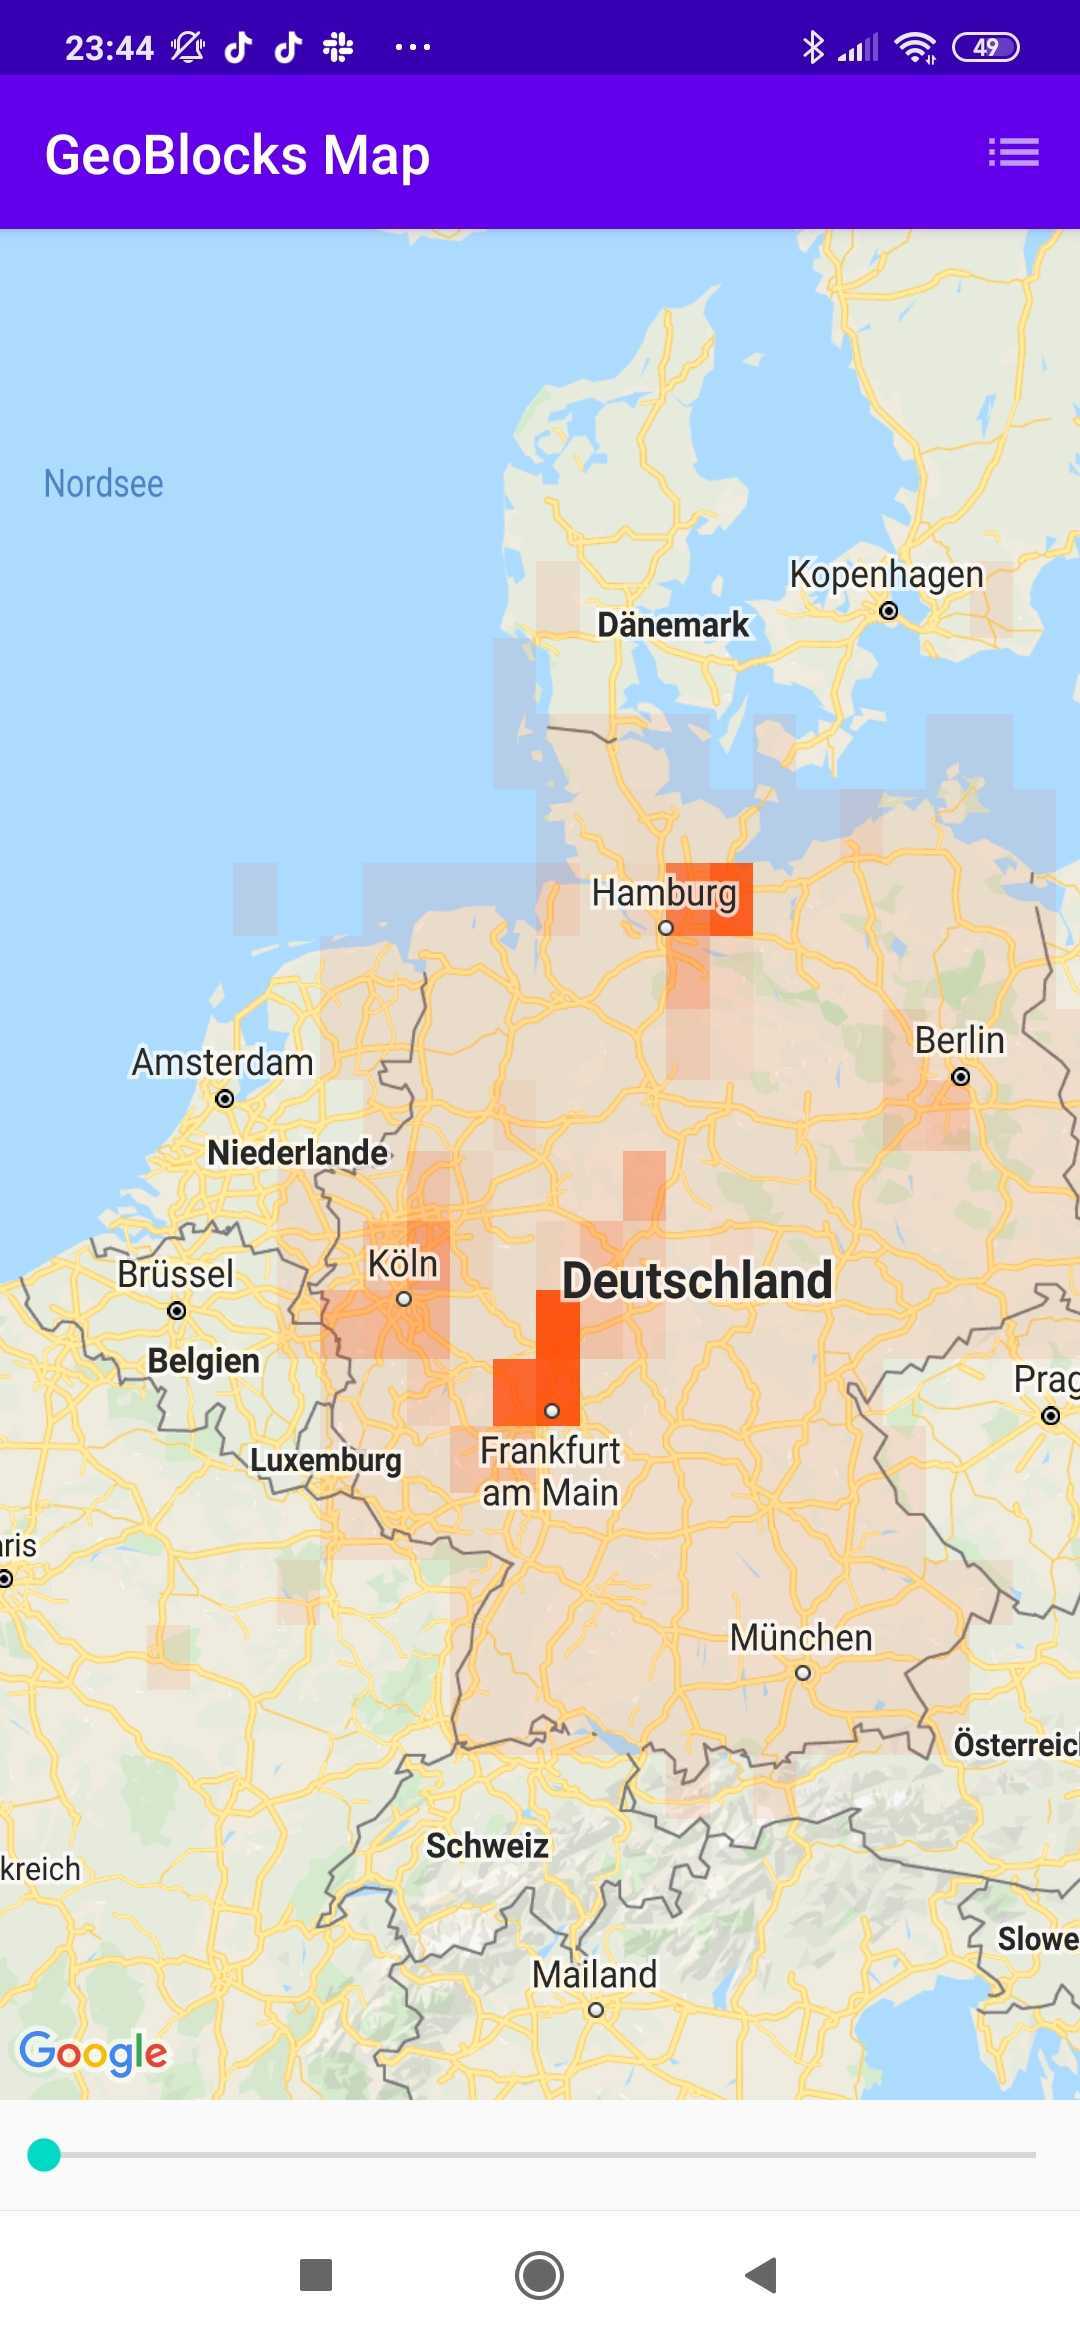 23:44
49
GeoBlocks Map
Nordsee
Kopenhagen
Dänemark
Hamburg
Berlin
Amsterdam
Niederlande
Brüssel
Köln
Deutschland
Belgien
Prag
Luxemburg
Frankfurt
am Main
aris
München
Österreich
Schweiz
kreich
Slowe
Mailand
Google